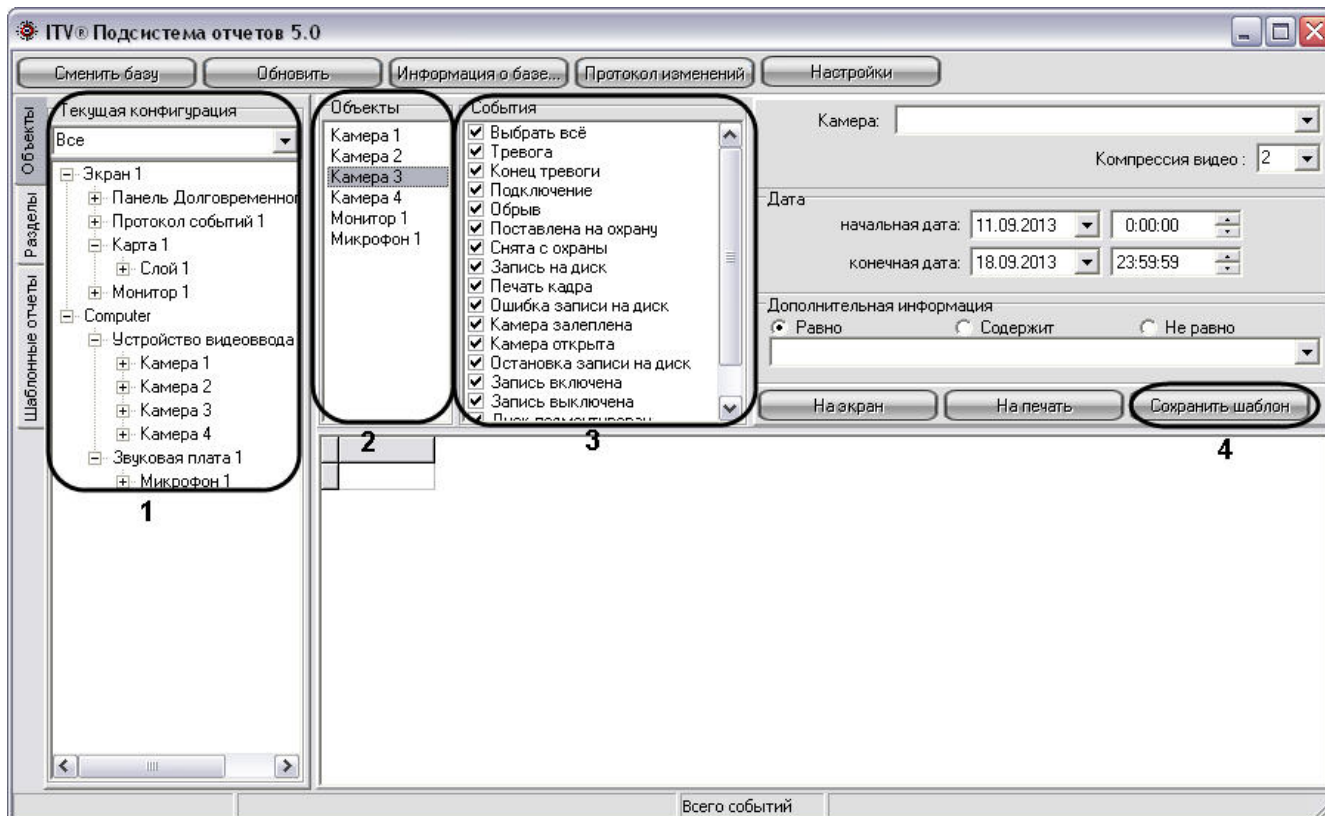 ITV® Подсистема отчетов 5.0
Сменить базу
Обновить
Информация о базе...
Протокол изменений
Настройки
Объекты
Разделы
Шаблонные отчеты
Текущая конфигурация
Все
Экран 1
Панель Долговременног
Протокол событий 1
Карта 1
Слой 1
Монитор 1
Computer
Устройство видеоввода
Камера 1
Камера 2
Камера 3
Камера 4
Звуковая плата 1
Микрофон 1
1
Объекты
Камера 1
Камера 2
Камера 3
Камера 4
Монитор 1
Микрофон 1
2
События
Выбрать всё
Тревога
Конец тревоги
Подключение
Обрыв
Поставлена на охрану
Снята с охраны
Запись на диск
Печать кадра
Ошибка записи на диск
Камера залеплена
Камера открыта
Остановка записи на диск
Запись включена
Запись выключена
3
Камера:
Компрессия видео : 2
Дата
начальная дата: 11.09.2013 0:00:00
конечная дата: 18.09.2013 23:59:59
Дополнительная информация
Равно Содержит Не равно
На экран
На печать
Сохранить шаблон
4
Всего событий